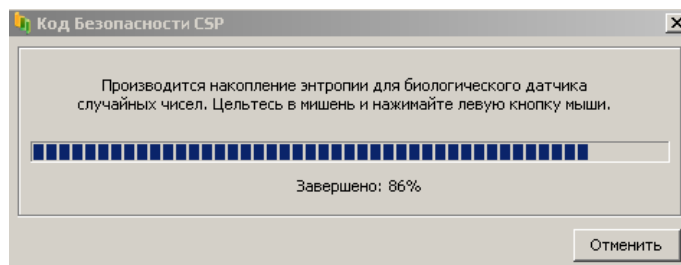 Код Безопасности CSP
Производится накопление энтропии для биологического датчика
случайных чисел. Цельтесь в мишень и нажимайте левую кнопку мыши.
Завершено: 86%
Отменить